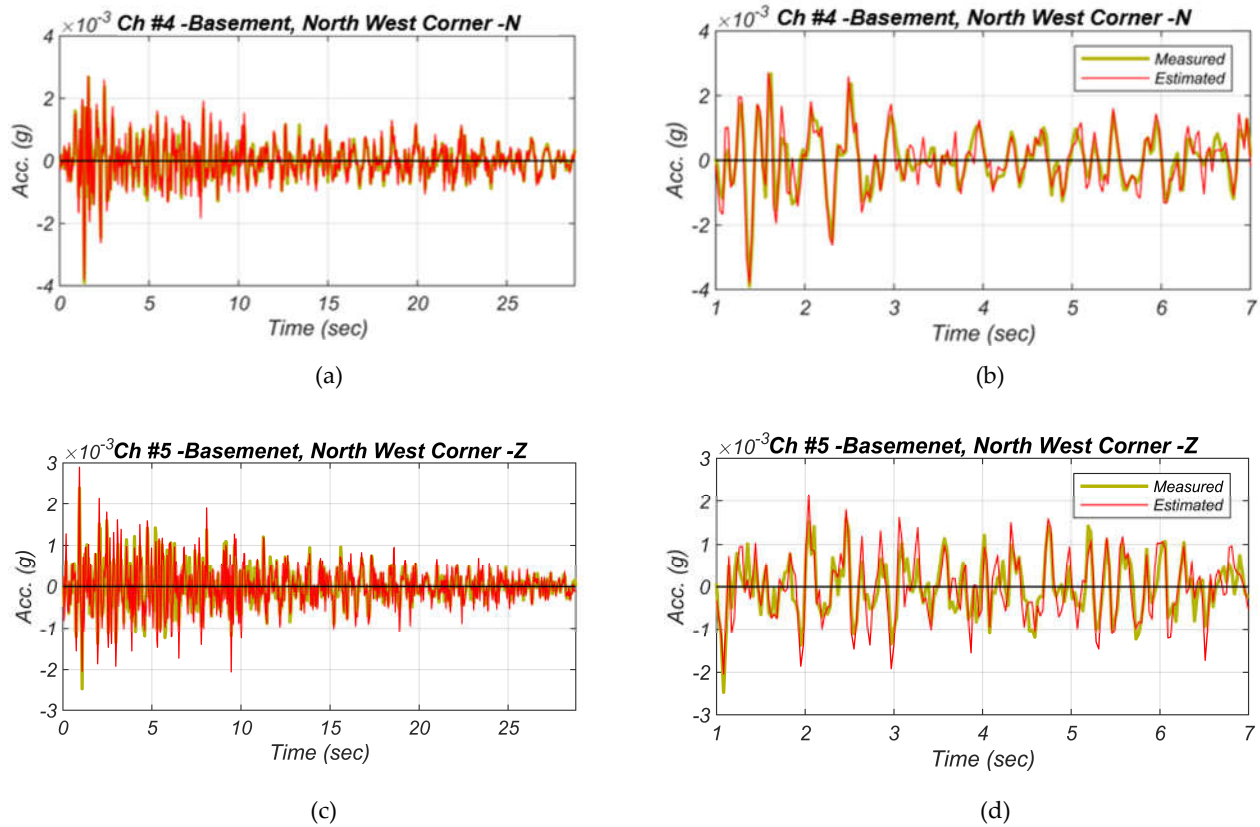 ×10⁻³ Ch #4 -Basement, North West Corner -N
4
2
0
-2
-4
Acc. (g)
0 5 10 15 20 25
Time (sec)
(a)
Ch #4 -Basement, North West Corner -N
×10⁻³
4
2
0
-2
-4
Acc. (g)
Measured
Estimated
1 2 3 4 5 6 7
Time (sec)
(b)
×10⁻³Ch #5 -Basemenet, North West Corner -Z
3
2
1
0
-1
-2
-3
Acc. (g)
0 5 10 15 20 25
Time (sec)
(c)
×10⁻³Ch #5 -Basemenet, North West Corner -Z
3
2
1
0
-1
-2
-3
Acc. (g)
Measured
Estimated
1 2 3 4 5 6 7
Time (sec)
(d)